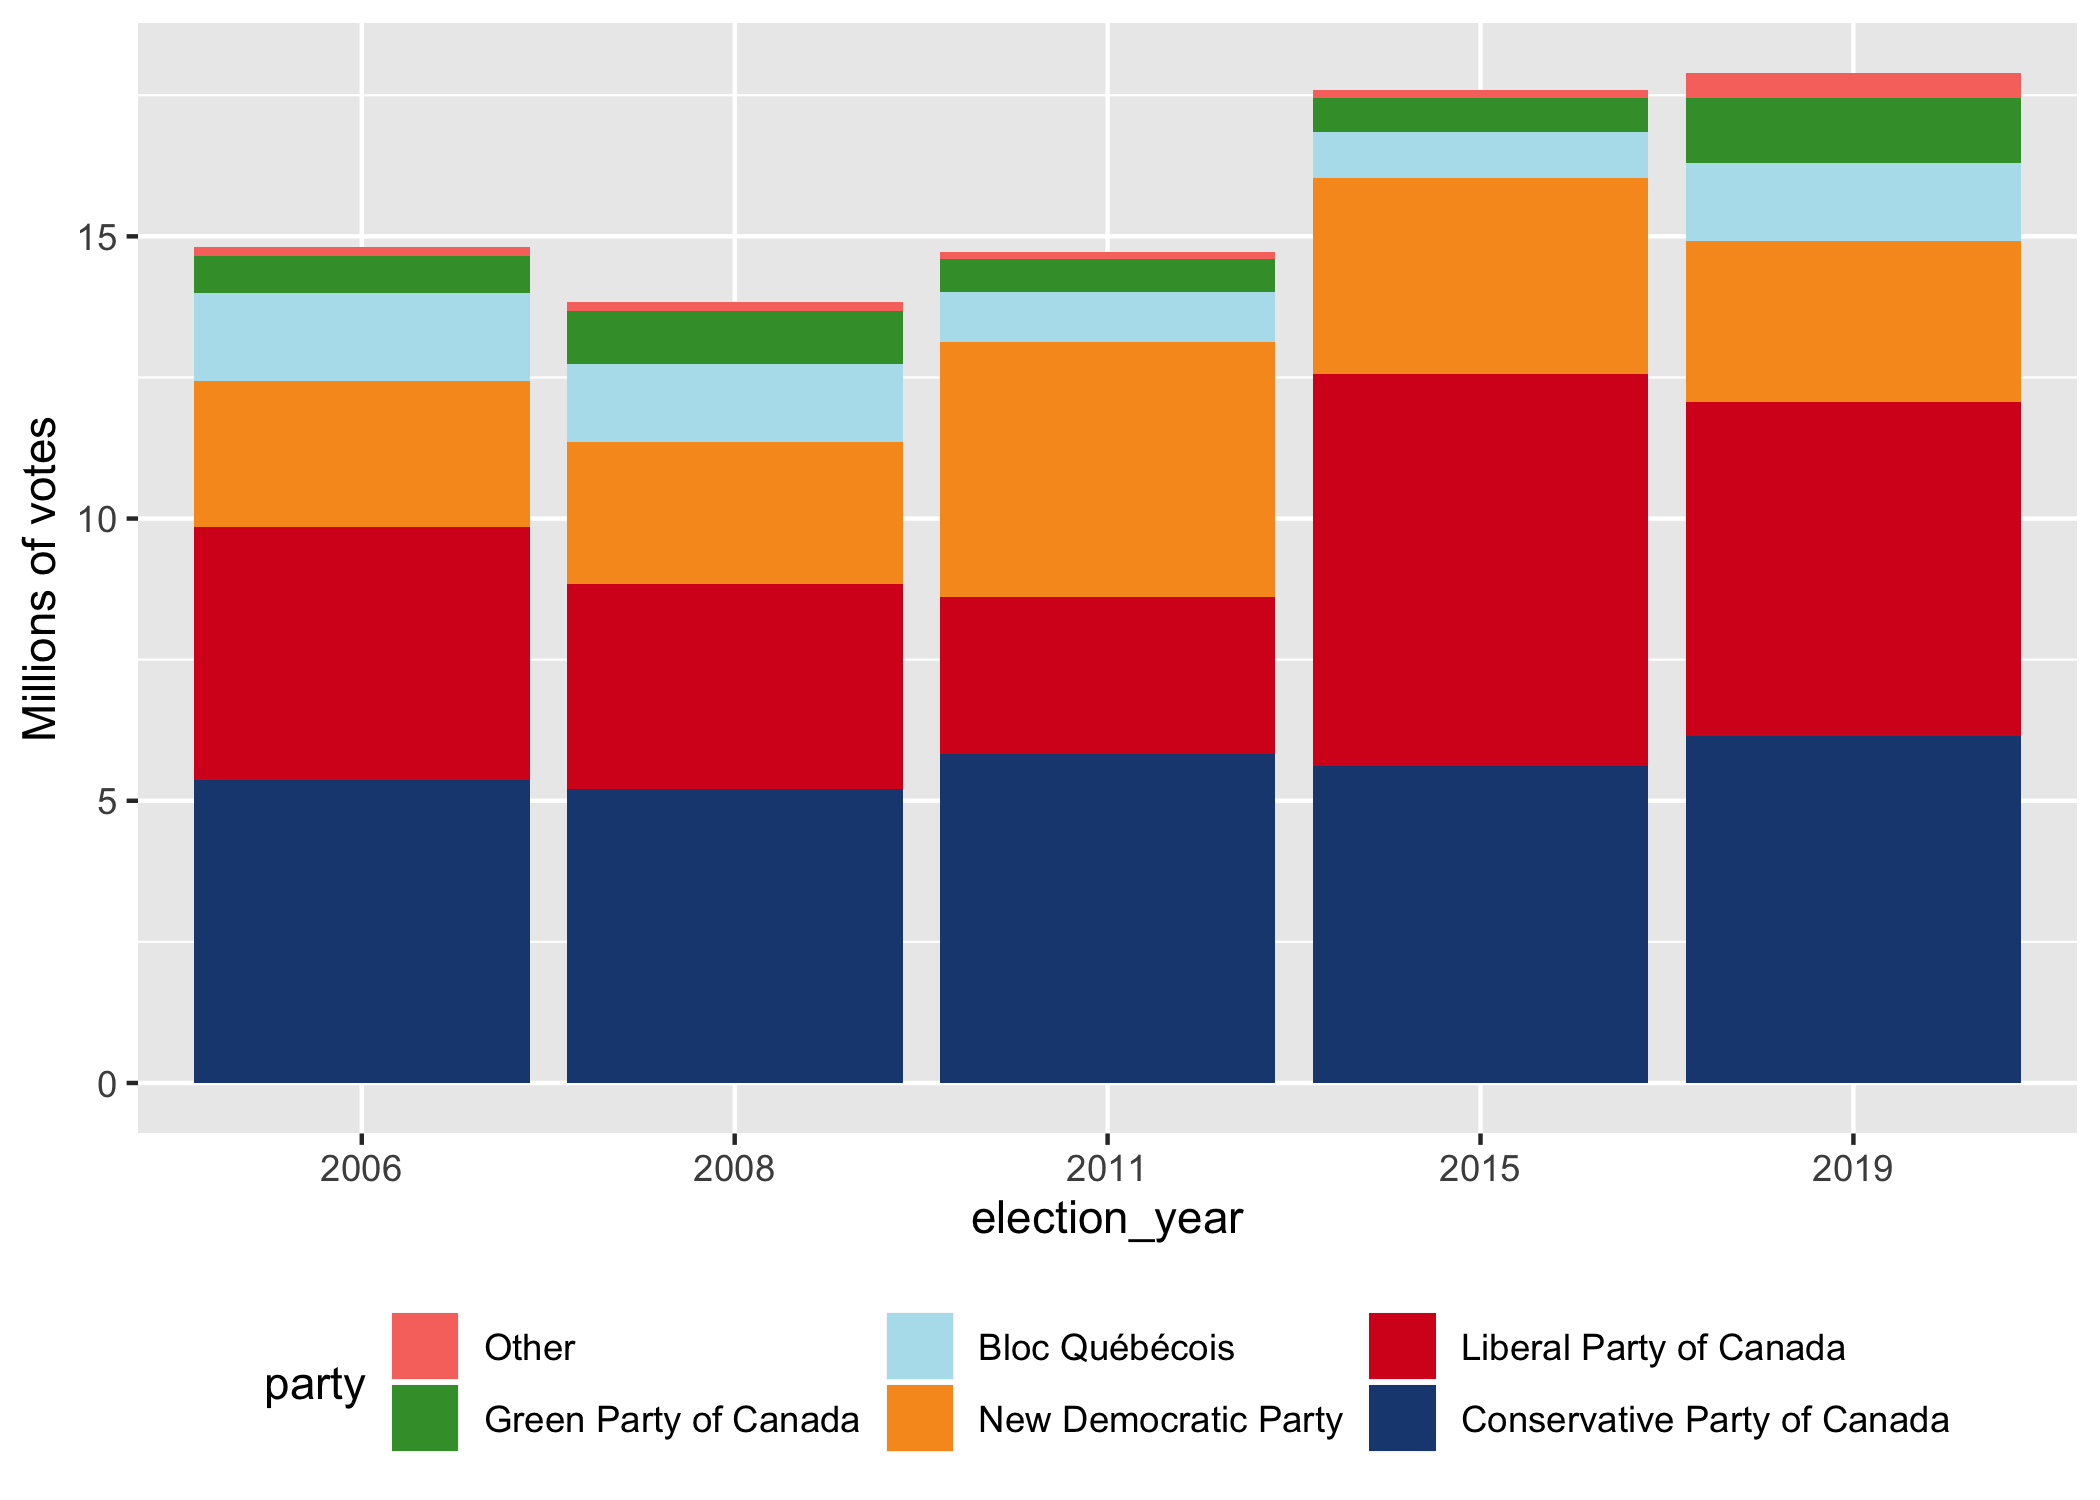 Millions of votes
15
10
5
0
2006 2008 2011 2015 2019
election_year
party
Other Bloc Québécois Liberal Party of Canada
Green Party of Canada New Democratic Party Conservative Party of Canada